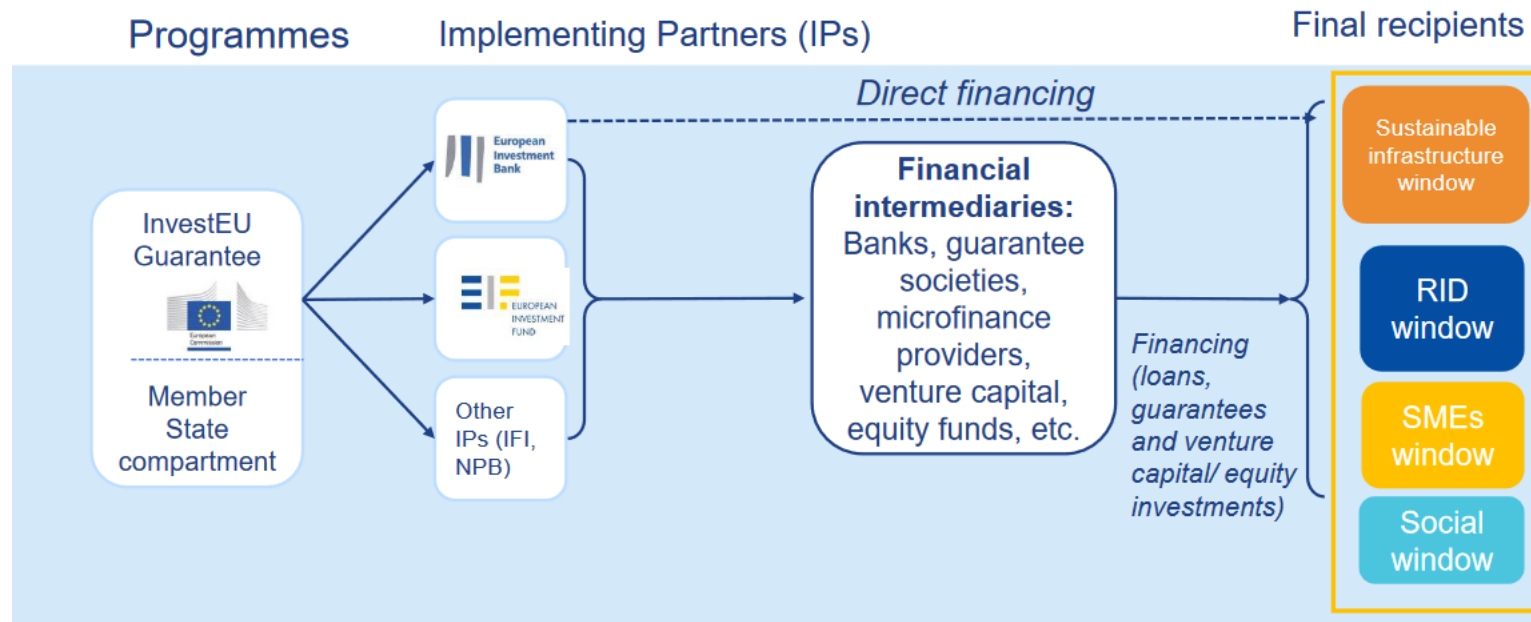 Programmes
Implementing Partners (IPs)
Final recipients
InvestEU
Guarantee
European
Commission
Member
State
compartment
European
Investment
Bank
EUROPEAN
INVESTMENT
FUND
Other
IPs (IFI,
NPB)
Direct financing
Financial
intermediaries:
Banks, guarantee
societies,
microfinance
providers,
venture capital,
equity funds, etc.
Financing
(loans,
guarantees
and venture
capital/ equity
investments)
Sustainable
infrastructure
window
RID
window
SMEs
window
Social
window